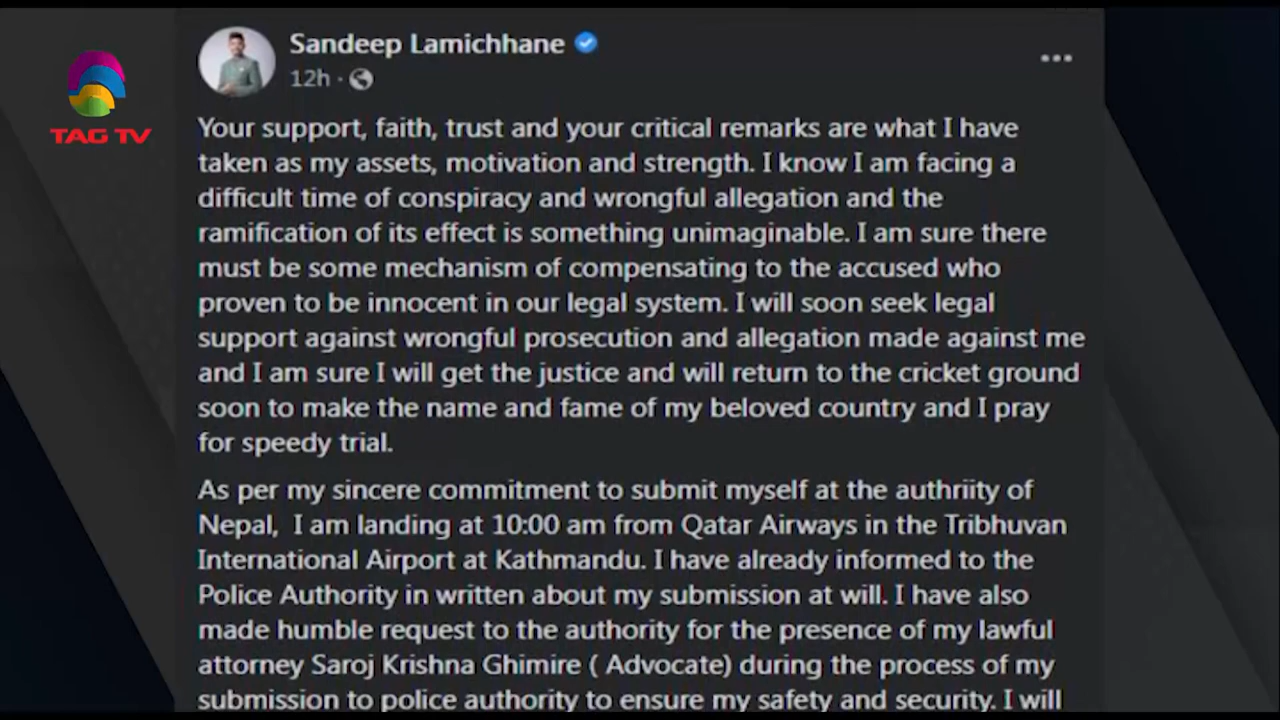 TAG TV
Sandeep Lamichhane
12h ·
Your support, faith, trust and your critical remarks are what I have
taken as my assets, motivation and strength. I know I am facing a
difficult time of conspiracy and wrongful allegation and the
ramification of its effect is something unimaginable. I am sure there
must be some mechanism of compensating to the accused who
proven to be innocent in our legal system. I will soon seek legal
support against wrongful prosecution and allegation made against me
and I am sure I will get the justice and will return to the cricket ground
soon to make the name and fame of my beloved country and I pray
for speedy trial.
As per my sincere commitment to submit myself at the authriity of
Nepal,  I am landing at 10:00 am from Qatar Airways in the Tribhuvan
International Airport at Kathmandu. I have already informed to the
Police Authority in written about my submission at will. I have also
made humble request to the authority for the presence of my lawful
attorney Saroj Krishna Ghimire ( Advocate) during the process of my
submission to police authority to ensure my safety and security. I will